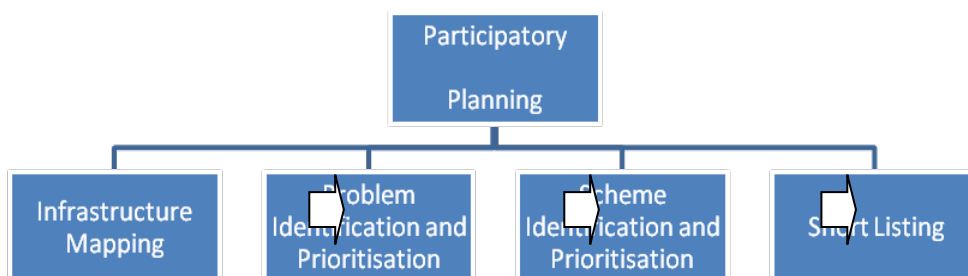 Participatory
Planning
Infrastructure
Mapping
Problem
Identification and
Prioritisation
Scheme
Identification and
Prioritisation
Short Listing